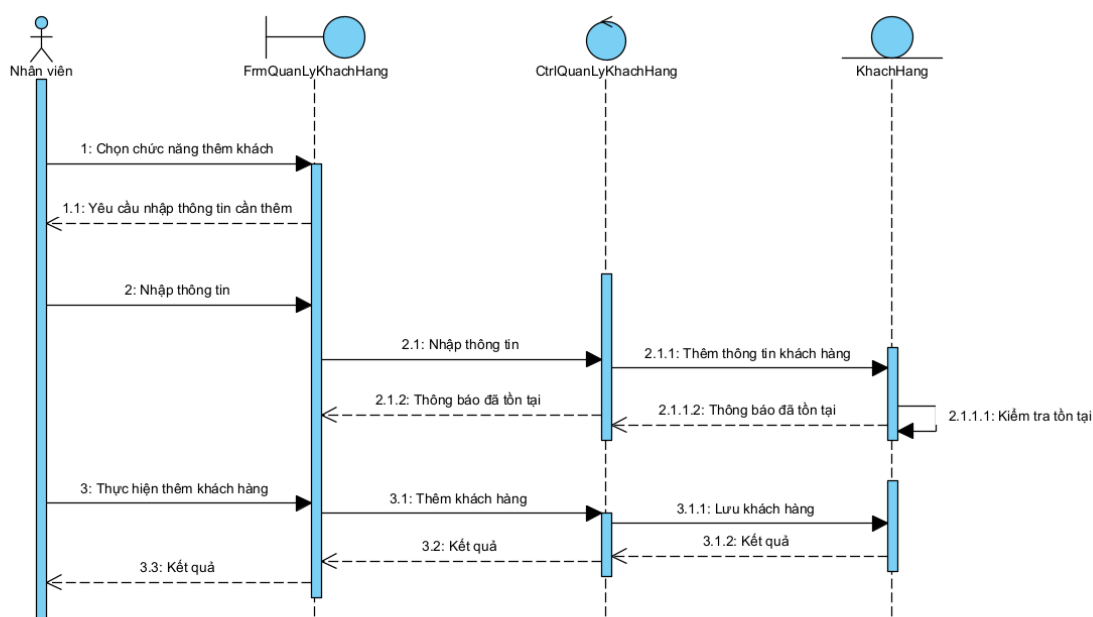 Nhân viên
FrmQuanLyKhachHang
CtrlQuanLyKhachHang
KhachHang
1: Chọn chức năng thêm khách
1.1: Yêu cầu nhập thông tin cần thêm
2: Nhập thông tin
2.1: Nhập thông tin
2.1.1: Thêm thông tin khách hàng
2.1.2: Thông báo đã tồn tại
2.1.1.2: Thông báo đã tồn tại
2.1.1.1: Kiểm tra tồn tại
3: Thực hiện thêm khách hàng
3.1: Thêm khách hàng
3.1.1: Lưu khách hàng
3.2: Kết quả
3.1.2: Kết quả
3.3: Kết quả